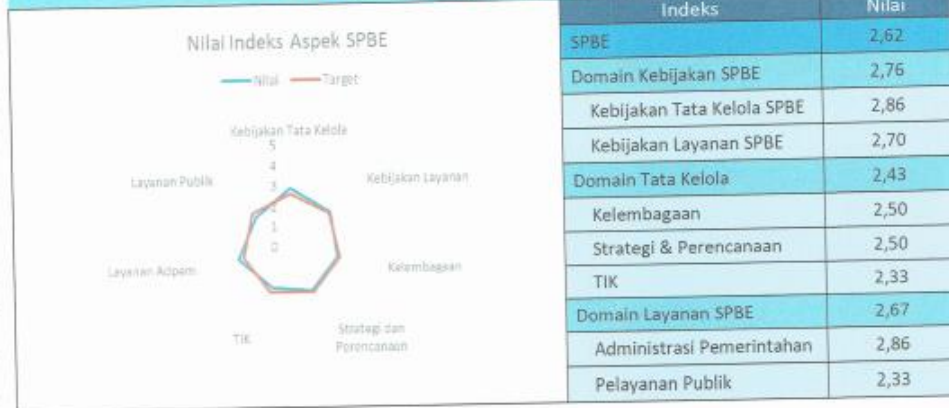 Nilai Indeks Aspek SPBE
Nilai Target
Kebijakan Tata Kelola
5
4
3
2
1
0
Kebijakan Layanan
Kelembagaan
Strategi dan
Perencanaan
TIK
Layanan Adpem
Layanan Publik
Indeks Nilai
SPBE 2,62
Domain Kebijakan SPBE 2,76
Kebijakan Tata Kelola SPBE 2,86
Kebijakan Layanan SPBE 2,70
Domain Tata Kelola 2,43
Kelembagaan 2,50
Strategi & Perencanaan 2,50
TIK 2,33
Domain Layanan SPBE 2,67
Administrasi Pemerintahan 2,86
Pelayanan Publik 2,33